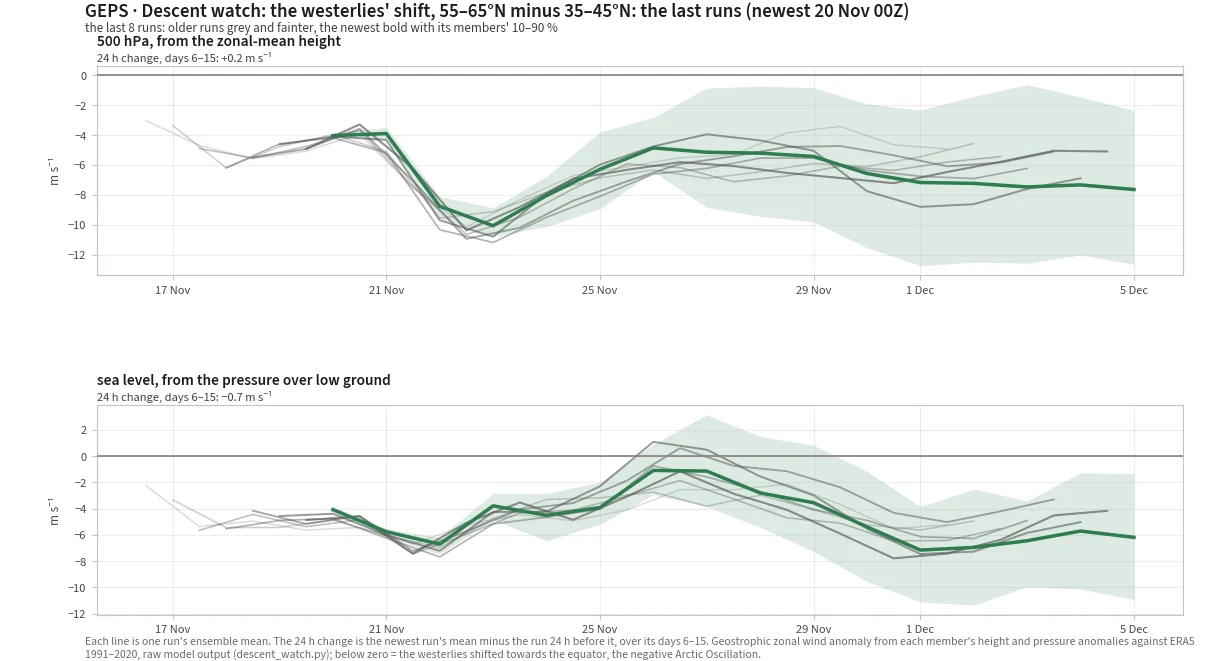 GEPS · Descent watch: the westerlies' shift, 55–65°N minus 35–45°N: the last runs (newest 20 Nov 00Z)
the last 8 runs: older runs grey and fainter, the newest bold with its members' 10–90 %
500 hPa, from the zonal-mean height
24 h change, days 6–15: +0.2 m s⁻¹
0
−2
−4
−6
−8
−10
−12
m s⁻¹
17 Nov 21 Nov 25 Nov 29 Nov 1 Dec 5 Dec
sea level, from the pressure over low ground
24 h change, days 6–15: −0.7 m s⁻¹
2
0
−2
−4
−6
−8
−10
−12
m s⁻¹
17 Nov 21 Nov 25 Nov 29 Nov 1 Dec 5 Dec
Each line is one run's ensemble mean. The 24 h change is the newest run's mean minus the run 24 h before it, over its days 6–15. Geostrophic zonal wind anomaly from each member's height and pressure anomalies against ERA5
1991–2020, raw model output (descent_watch.py); below zero = the westerlies shifted towards the equator, the negative Arctic Oscillation.